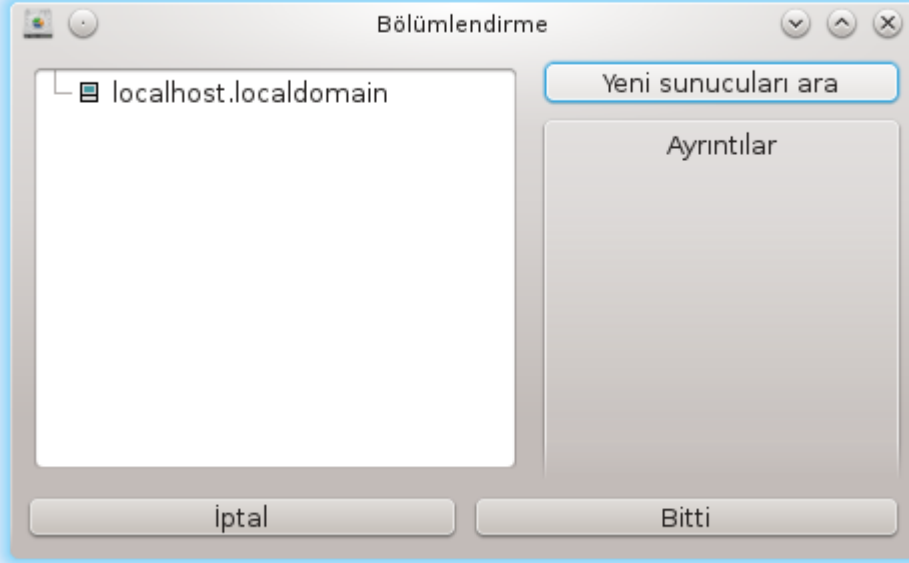 Bölümlendirme
localhost.localdomain
Yeni sunucuları ara
Ayrıntılar
İptal
Bitti